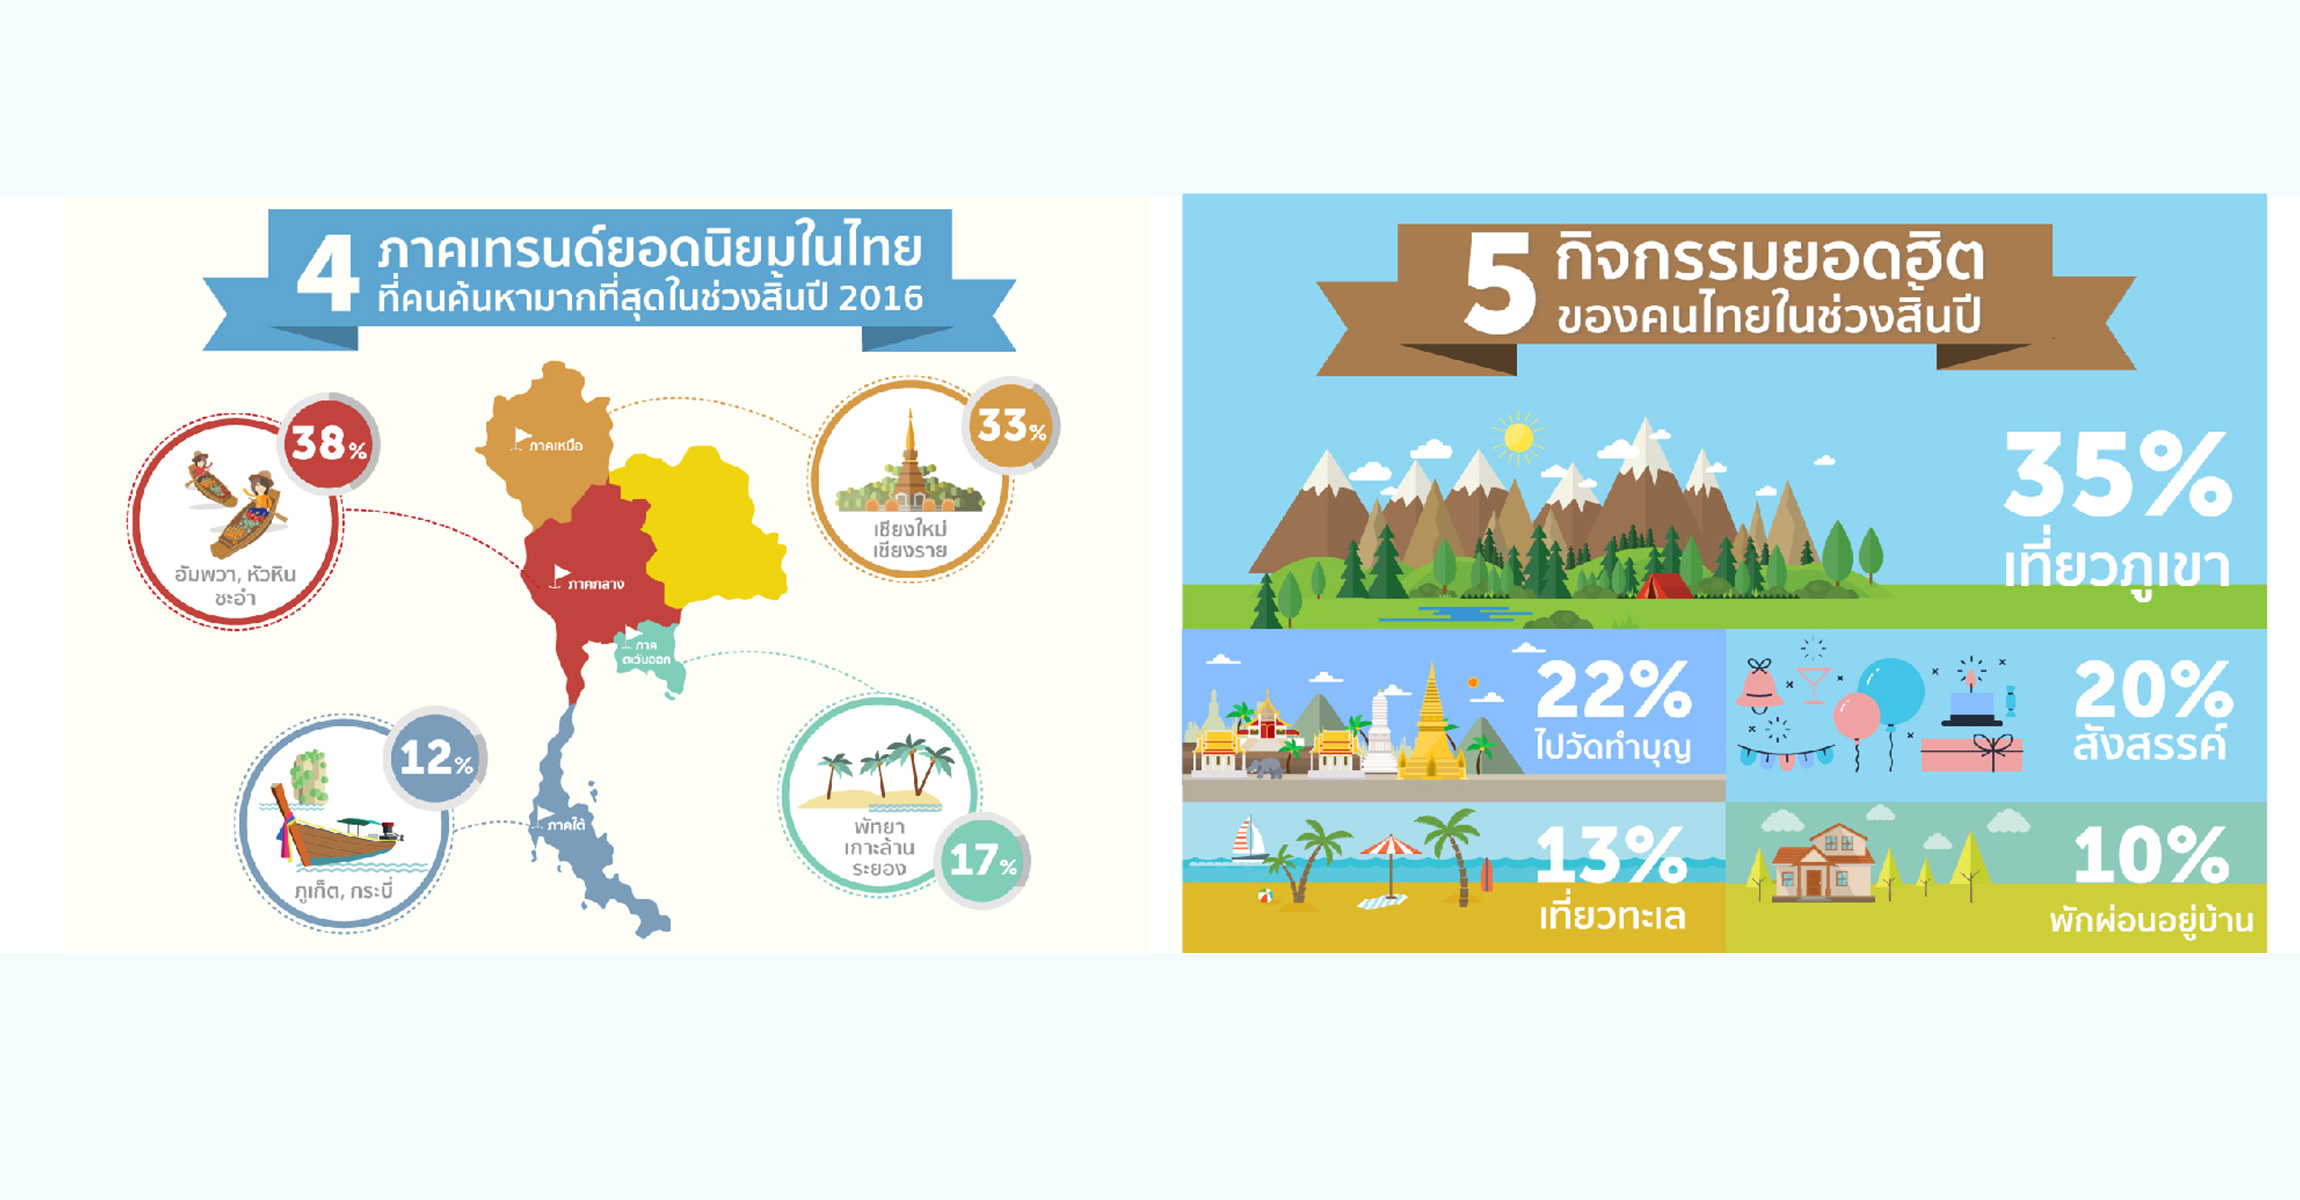 4 ภาคเทรนด์ยอดนิยมในไทย
ที่คนค้นหามากที่สุดในช่วงสิ้นปี 2016
38%
อัมพวา, หัวหิน
ชะอำ
33%
เชียงใหม่
เชียงราย
ภาคเหนือ
ภาคกลาง
ภาค
ตะวันออก
12%
ภูเก็ต, กระบี่
ภาคใต้
พัทยา
เกาะล้าน
ระยอง
17%
5 กิจกรรมยอดฮิต
ของคนไทยในช่วงสิ้นปี
35%
เที่ยวภูเขา
22%
ไปวัดทำบุญ
20%
สังสรรค์
13%
เที่ยวทะเล
10%
พักผ่อนอยู่บ้าน